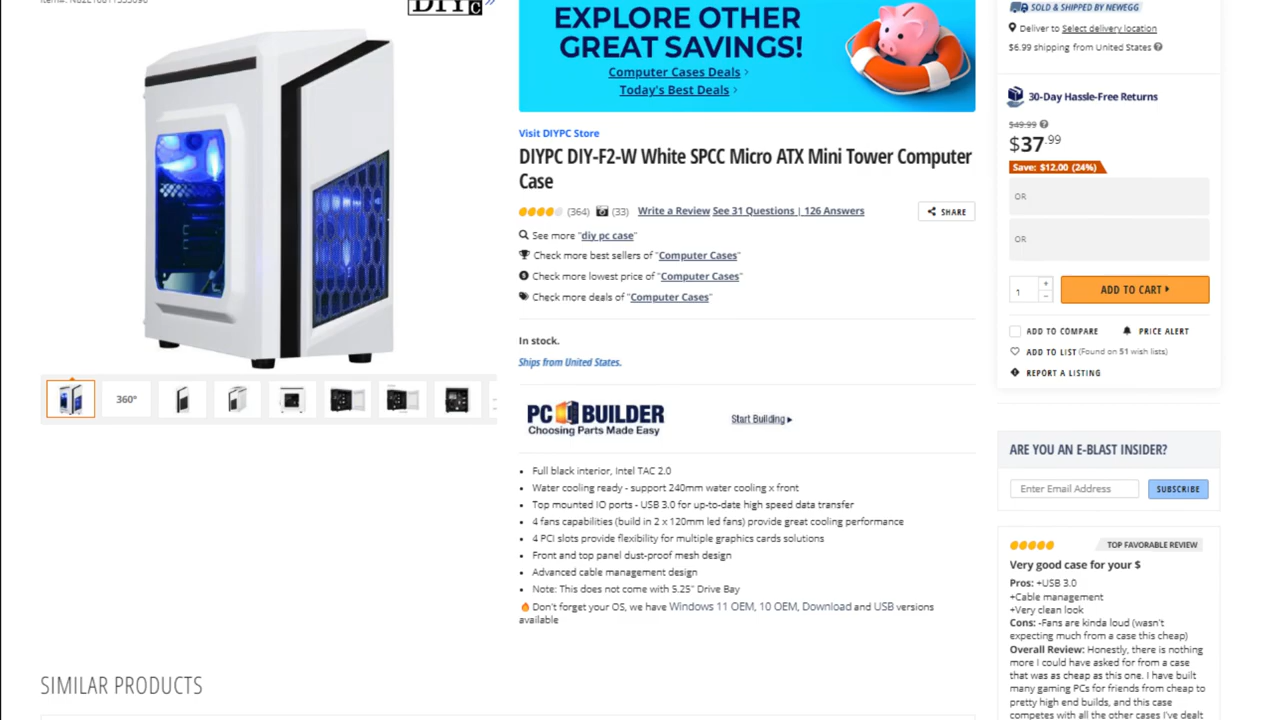 DIYPC
EXPLORE OTHER
GREAT SAVINGS!
Computer Cases Deals ›
Today's Best Deals ›
Visit DIYPC Store
DIYPC DIY-F2-W White SPCC Micro ATX Mini Tower Computer
Case
(364) (33) Write a Review See 31 Questions | 126 Answers
SHARE
See more "diy pc case"
Check more best sellers of "Computer Cases"
Check more lowest price of "Computer Cases"
Check more deals of "Computer Cases"
In stock.
Ships from United States.
360°
PC BUILDER
Choosing Parts Made Easy
Start Building ▸
• Full black interior, Intel TAC 2.0
• Water cooling ready - support 240mm water cooling x front
• Top mounted IO ports - USB 3.0 for up-to-date high speed data transfer
• 4 fans capabilities (build in 2 x 120mm led fans) provide great cooling performance
• 4 PCI slots provide flexibility for multiple graphics cards solutions
• Front and top panel dust-proof mesh design
• Advanced cable management design
• Note: This does not come with 5.25" Drive Bay
Don't forget your OS, we have Windows 11 OEM, 10 OEM, Download and USB versions
available
SIMILAR PRODUCTS
SOLD & SHIPPED BY NEWEGG
Deliver to Select delivery location
$6.99 shipping from United States
30-Day Hassle-Free Returns
$49.99
$37.99
Save: $12.00 (24%)
OR
OR
1
ADD TO CART ▸
ADD TO COMPARE
PRICE ALERT
ADD TO LIST (Found on 51 wish lists)
REPORT A LISTING
ARE YOU AN E-BLAST INSIDER?
Enter Email Address
SUBSCRIBE
TOP FAVORABLE REVIEW
Very good case for your $
Pros: +USB 3.0
+Cable management
+Very clean look
Cons: -Fans are kinda loud (wasn't
expecting much from a case this cheap)
Overall Review: Honestly, there is nothing
more I could have asked for from a case
that was as cheap as this one. I have built
many gaming PCs for friends from cheap to
pretty high end builds, and this case
competes with all the other cases I've dealt